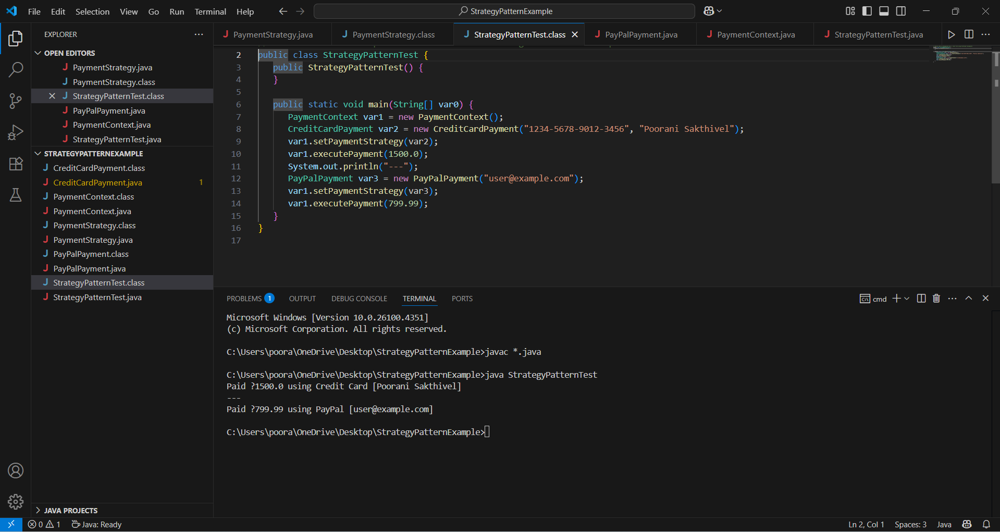 File Edit Selection View Go Run Terminal Help
StrategyPatternExample
EXPLORER
OPEN EDITORS
J PaymentStrategy.java
J PaymentStrategy.class
J StrategyPatternTest.class
J PayPalPayment.java
J PaymentContext.java
J StrategyPatternTest.java
STRATEGYPATTERNEXAMPLE
J CreditCardPayment.class
J CreditCardPayment.java 1
J PaymentContext.class
J PaymentContext.java
J PaymentStrategy.class
J PaymentStrategy.java
J PayPalPayment.class
J PayPalPayment.java
J StrategyPatternTest.class
J StrategyPatternTest.java
JAVA PROJECTS
J PaymentStrategy.java J PaymentStrategy.class J StrategyPatternTest.class J PayPalPayment.java J PaymentContext.java J StrategyPatternTest.java
2 public class StrategyPatternTest {
3 public StrategyPatternTest() {
4 }
5
6 public static void main(String[] var0) {
7 PaymentContext var1 = new PaymentContext();
8 CreditCardPayment var2 = new CreditCardPayment("1234-5678-9012-3456", "Poorani Sakthivel");
9 var1.setPaymentStrategy(var2);
10 var1.executePayment(1500.0);
11 System.out.println("---");
12 PayPalPayment var3 = new PayPalPayment("user@example.com");
13 var1.setPaymentStrategy(var3);
14 var1.executePayment(799.99);
15 }
16 }
17
PROBLEMS 1 OUTPUT DEBUG CONSOLE TERMINAL PORTS
cmd
Microsoft Windows [Version 10.0.26100.4351]
(c) Microsoft Corporation. All rights reserved.
C:\Users\poora\OneDrive\Desktop\StrategyPatternExample>javac *.java
C:\Users\poora\OneDrive\Desktop\StrategyPatternExample>java StrategyPatternTest
Paid ?1500.0 using Credit Card [Poorani Sakthivel]
---
Paid ?799.99 using PayPal [user@example.com]
C:\Users\poora\OneDrive\Desktop\StrategyPatternExample>
0 1 Java: Ready
Ln 2, Col 1 Spaces: 3 Java